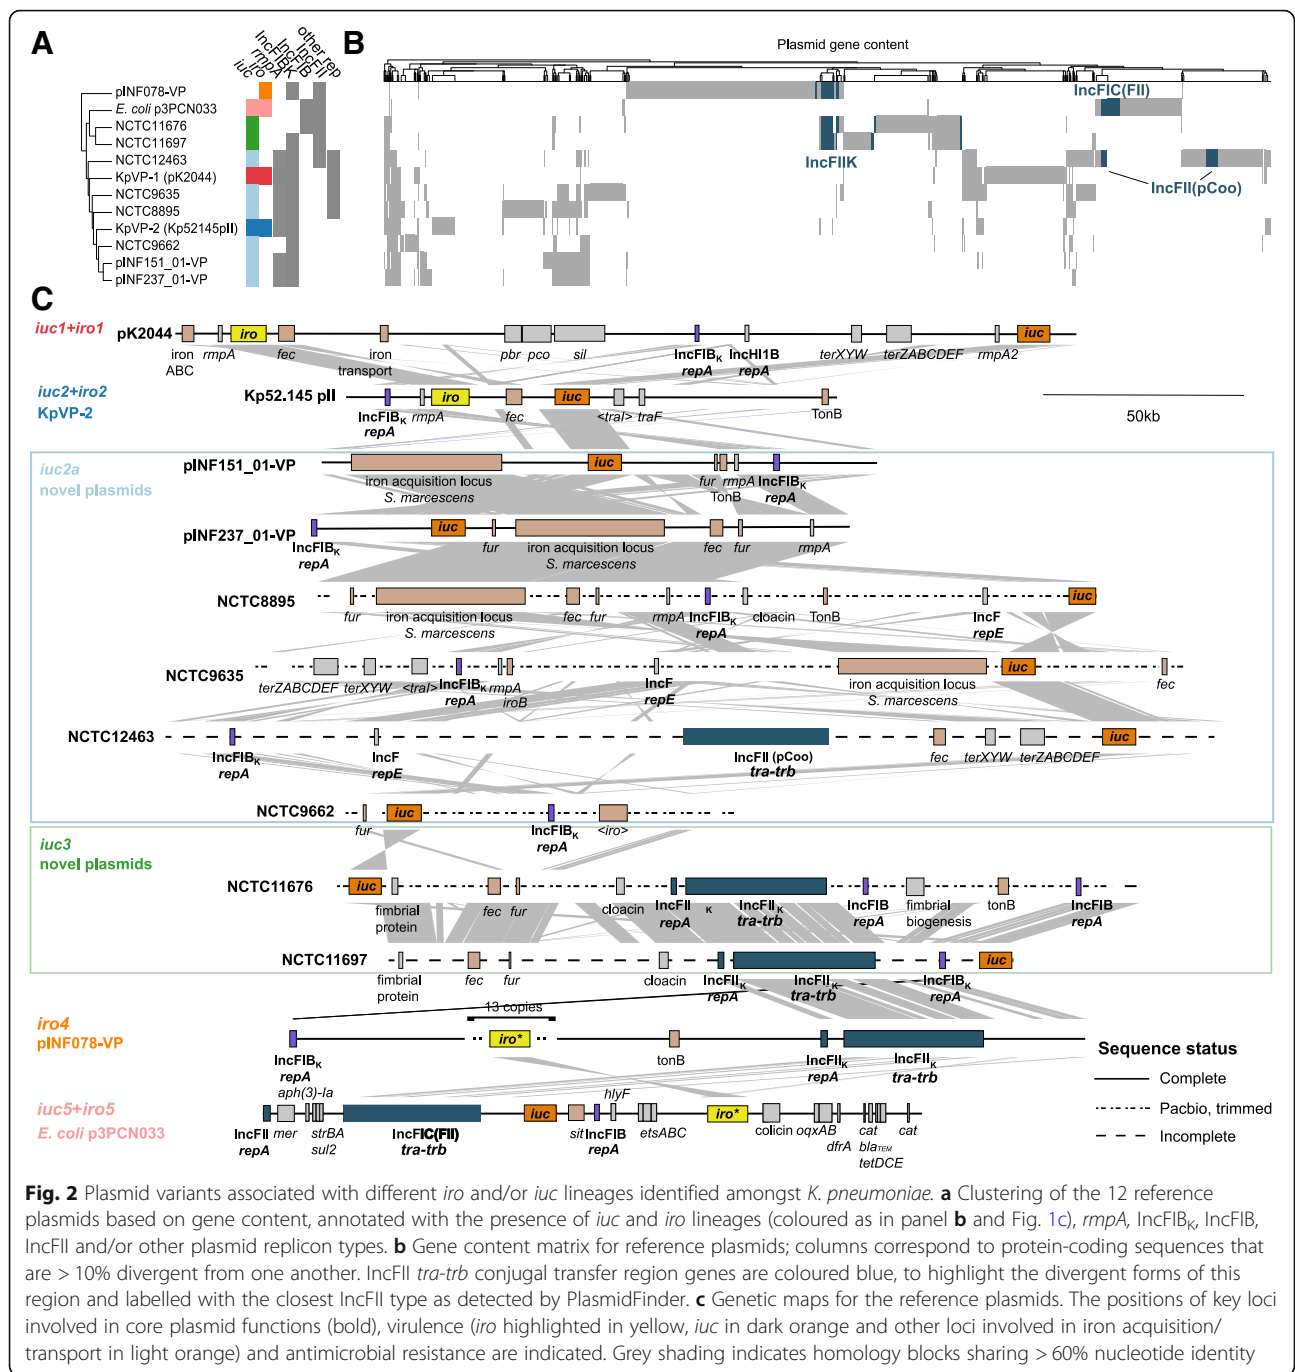 A
iuc
iro
rmpA
IncFIBK
IncFIB
IncFII
other rep
B
Plasmid gene content
pINF078-VP
E. coli p3PCN033
NCTC11676
NCTC11697
NCTC12463
KpVP-1 (pK2044)
NCTC9635
NCTC8895
KpVP-2 (Kp52145pII)
NCTC9662
pINF151_01-VP
pINF237_01-VP
IncFIC(FII)
IncFIIK
IncFII(pCoo)
C
iuc1+iro1
pK2044
iro
iuc
iron ABC
rmpA
fec
iron transport
pbr
pco
sil
IncFIBK repA
IncHI1B repA
terXYW
terZABCDEF
rmpA2
iuc2+iro2
KpVP-2
Kp52.145 pII
iro
iuc
IncFIBK repA
rmpA
fec
<traI>
traF
TonB
50kb
iuc2a
novel plasmids
pINF151_01-VP
iuc
iron acquisition locus
S. marcescens
fur
rmpA
TonB
IncFIBK repA
pINF237_01-VP
iuc
IncFIBK repA
fur
iron acquisition locus
S. marcescens
fec
fur
rmpA
NCTC8895
iuc
fur
iron acquisition locus
S. marcescens
fec
fur
rmpA
IncFIBK repA
cloacin
TonB
IncF repE
NCTC9635
iuc
terZABCDEF
terXYW
<traI>
IncFIBK repA
rmpA
iroB
IncF repE
iron acquisition locus
S. marcescens
fec
NCTC12463
iuc
IncFIBK repA
IncF repE
IncFII (pCoo)
tra-trb
fec
terXYW
terZABCDEF
NCTC9662
iuc
fur
IncFIBK repA
<iro>
iuc3
novel plasmids
NCTC11676
iuc
fimbrial protein
fec
fur
cloacin
IncFII K repA
IncFIIK
tra-trb
IncFIB repA
fimbrial biogenesis
tonB
IncFIB repA
NCTC11697
iuc
fimbrial protein
fec
fur
cloacin
IncFIIK repA
IncFIIK
tra-trb
IncFIBK repA
13 copies
iro4
pINF078-VP
iro*
IncFIBK repA
tonB
IncFIIK repA
IncFIIK
tra-trb
iuc5+iro5
E. coli p3PCN033
aph(3)-Ia
hlyF
iuc
iro*
IncFII repA
mer
strBA
sul2
IncFIC(FII)
tra-trb
sit
IncFIB repA
etsABC
colicin
oqxAB
dfrA
cat
blaTEM
tetDCE
cat
Sequence status
Complete
Pacbio, trimmed
Incomplete
Fig. 2 Plasmid variants associated with different iro and/or iuc lineages identified amongst K. pneumoniae. a Clustering of the 12 reference
plasmids based on gene content, annotated with the presence of iuc and iro lineages (coloured as in panel b and Fig. 1c), rmpA, IncFIBK, IncFIB,
IncFII and/or other plasmid replicon types. b Gene content matrix for reference plasmids; columns correspond to protein-coding sequences that
are > 10% divergent from one another. IncFII tra-trb conjugal transfer region genes are coloured blue, to highlight the divergent forms of this
region and labelled with the closest IncFII type as detected by PlasmidFinder. c Genetic maps for the reference plasmids. The positions of key loci
involved in core plasmid functions (bold), virulence (iro highlighted in yellow, iuc in dark orange and other loci involved in iron acquisition/
transport in light orange) and antimicrobial resistance are indicated. Grey shading indicates homology blocks sharing > 60% nucleotide identity